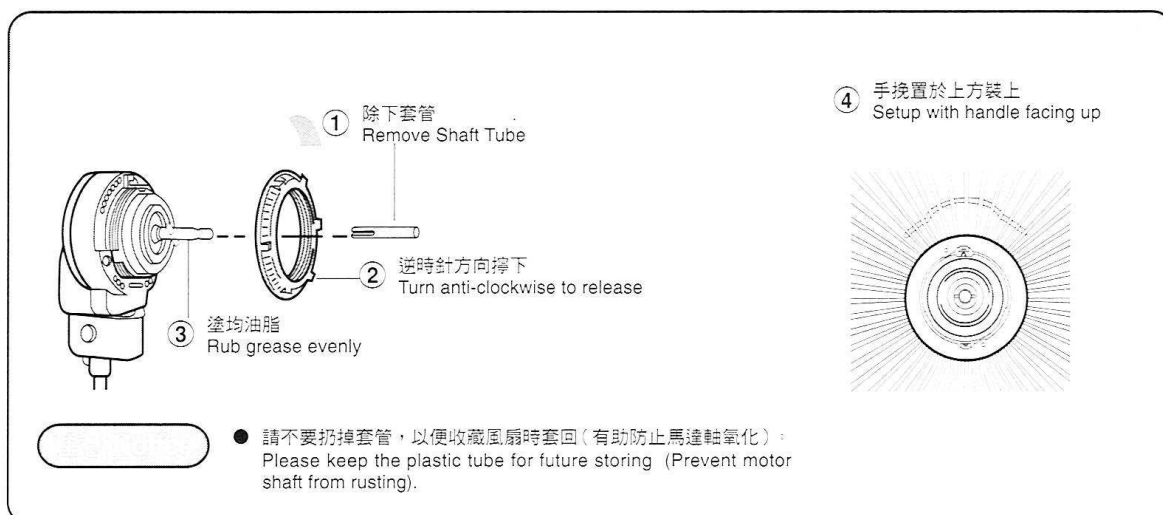 ① 除下套管
Remove Shaft Tube
② 逆時針方向擰下
Turn anti-clockwise to release
③ 塗均油脂
Rub grease evenly
④ 手挽置於上方裝上
Setup with handle facing up
● 請不要扔掉套管，以便收藏風扇時套回（有助防止馬達軸氧化）。
Please keep the plastic tube for future storing (Prevent motor
shaft from rusting).